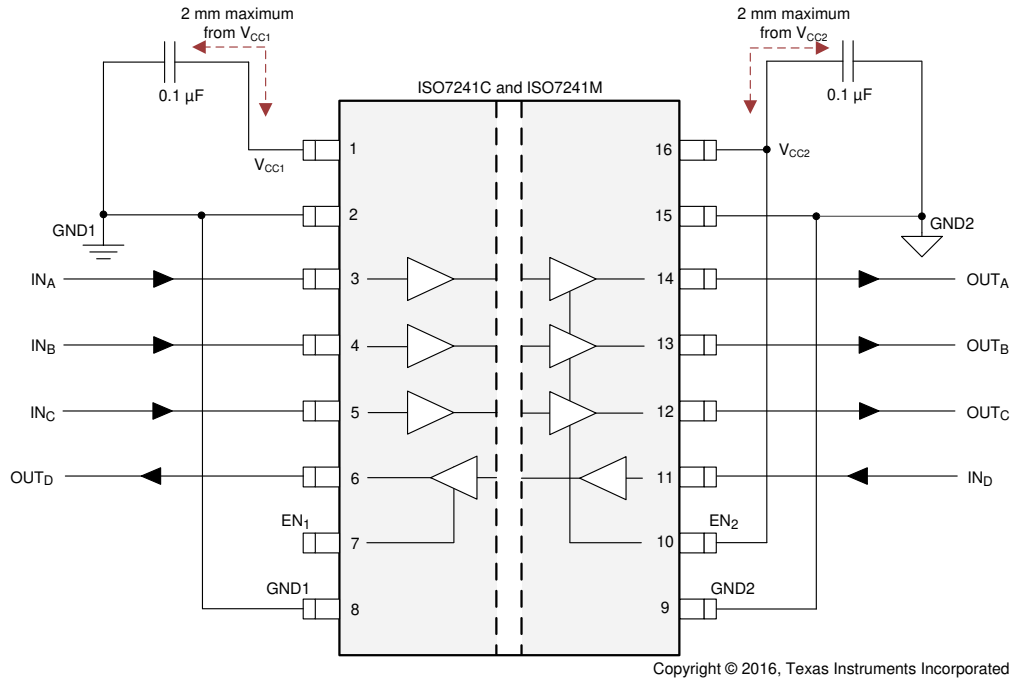 2 mm maximum
from VCC1
2 mm maximum
from VCC2
0.1 µF
0.1 µF
ISO7241C and ISO7241M
VCC1
1
16
VCC2
GND1
2
15
GND2
INA
3
14
OUTA
INB
4
13
OUTB
INC
5
12
OUTC
OUTD
6
11
IND
EN1
7
10
EN2
GND1
8
9
GND2
Copyright © 2016, Texas Instruments Incorporated